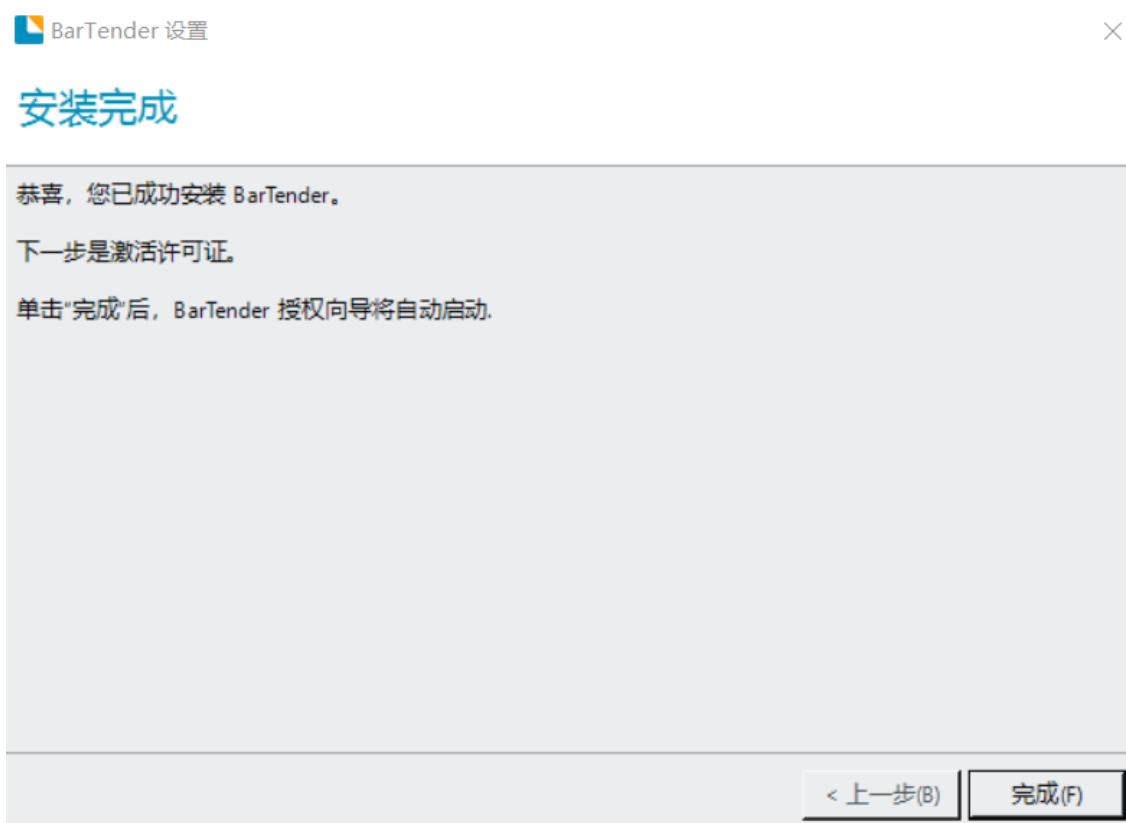 BarTender 设置
安装完成
恭喜，您已成功安装 BarTender。
下一步是激活许可证。
单击“完成”后，BarTender 授权向导将自动启动.
< 上一步(B)
完成(F)